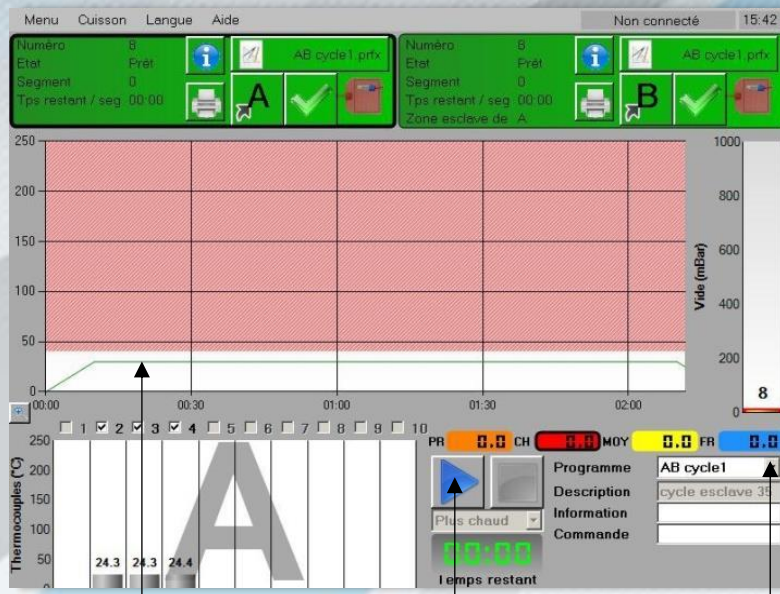 Menu Cuisson Langue Aide Non connecté 15:42
Numéro 8
Etat Prêt
Segment 0
Tps restant / seg 00:00
AB cycle1.prfx
A
Numéro 8
Etat Prêt
Segment 0
Tps restant / seg 00:00
Zone esclave de A
AB cycle1.prfx
B
250
200
150
100
50
0
00:00 00:30 01:00 01:30 02:00
Vide (mBar)
1000
800
600
400
200
0
8
1 2 3 4 5 6 7 8 9 10
Thermocouples (°C)
250
200
150
100
50
0
24.3 24.3 24.4
A
PR 0.0 CH 0.0 MOY 0.0 FR 0.0
Programme AB cycle1
Description cycle esclave 35
Information
Commande
Plus chaud
00:00
Temps restant